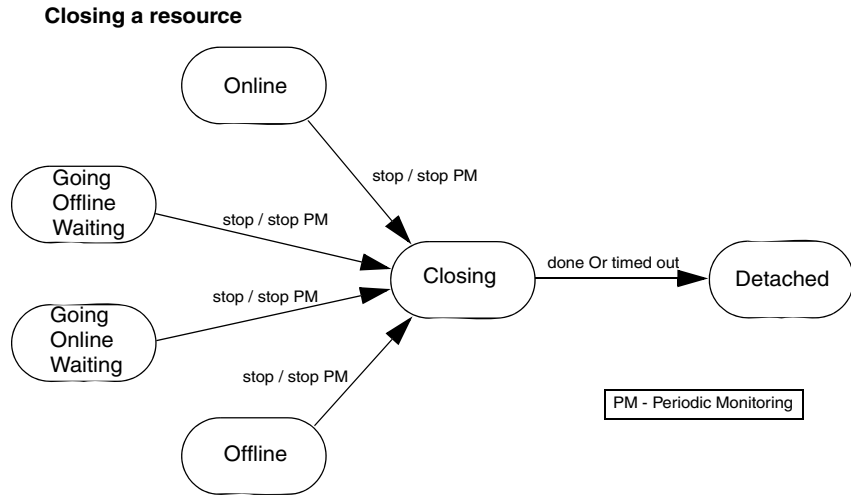 Closing a resource
Online
stop / stop PM
Going
Offline
Waiting
stop / stop PM
Closing
done Or timed out
Detached
stop / stop PM
Going
Online
Waiting
stop / stop PM
PM - Periodic Monitoring
Offline